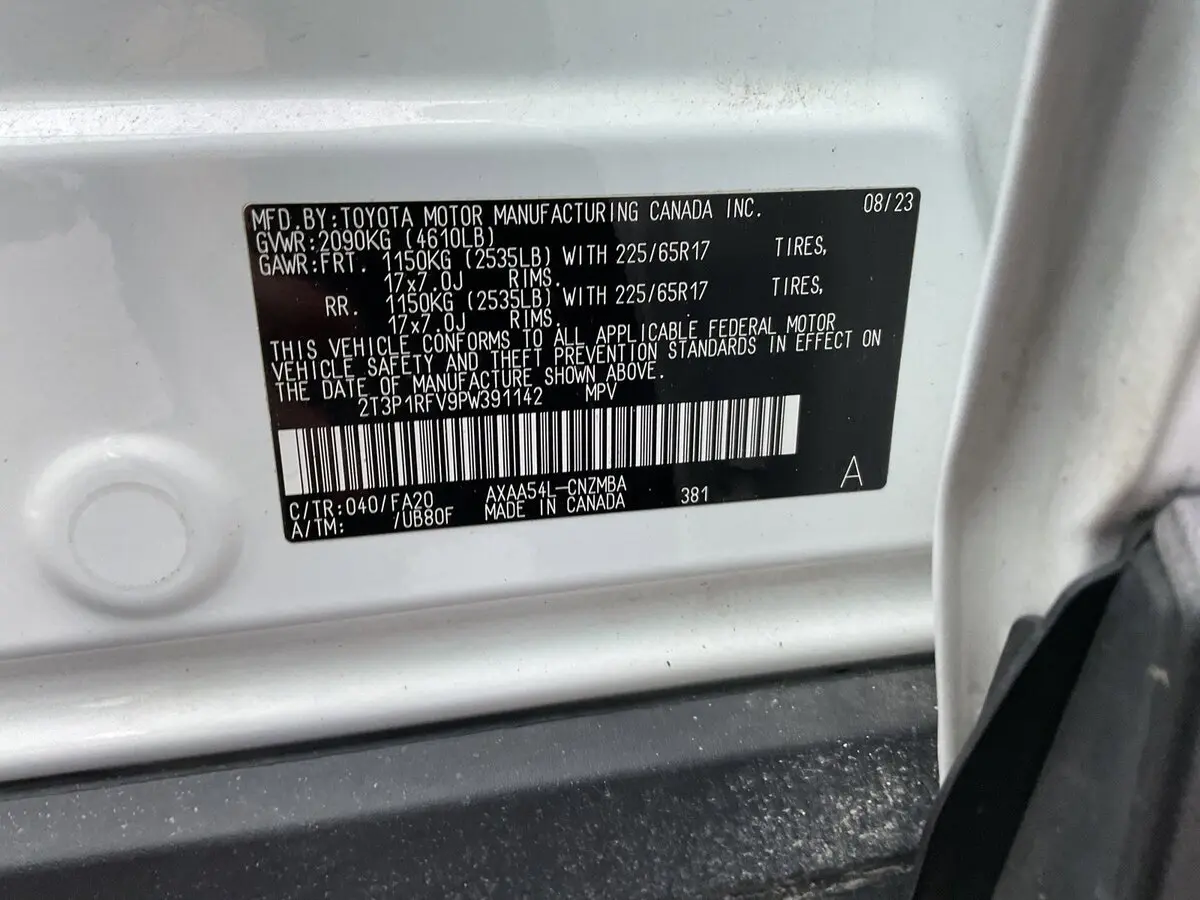 MFD.BY:TOYOTA MOTOR MANUFACTURING CANADA INC. 08/23
GVWR:2090KG (4610LB)
GAWR:FRT. 1150KG (2535LB) WITH 225/65R17 TIRES,
17x7.0J RIMS.
RR. 1150KG (2535LB) WITH 225/65R17 TIRES,
17x7.0J RIMS.
THIS VEHICLE CONFORMS TO ALL APPLICABLE FEDERAL MOTOR
VEHICLE SAFETY AND THEFT PREVENTION STANDARDS IN EFFECT ON
THE DATE OF MANUFACTURE SHOWN ABOVE.
2T3P1RFV9PW391142 MPV
C/TR:040/FA20 AXAA54L-CNZMBA 381 A
A/TM: /UB80F MADE IN CANADA